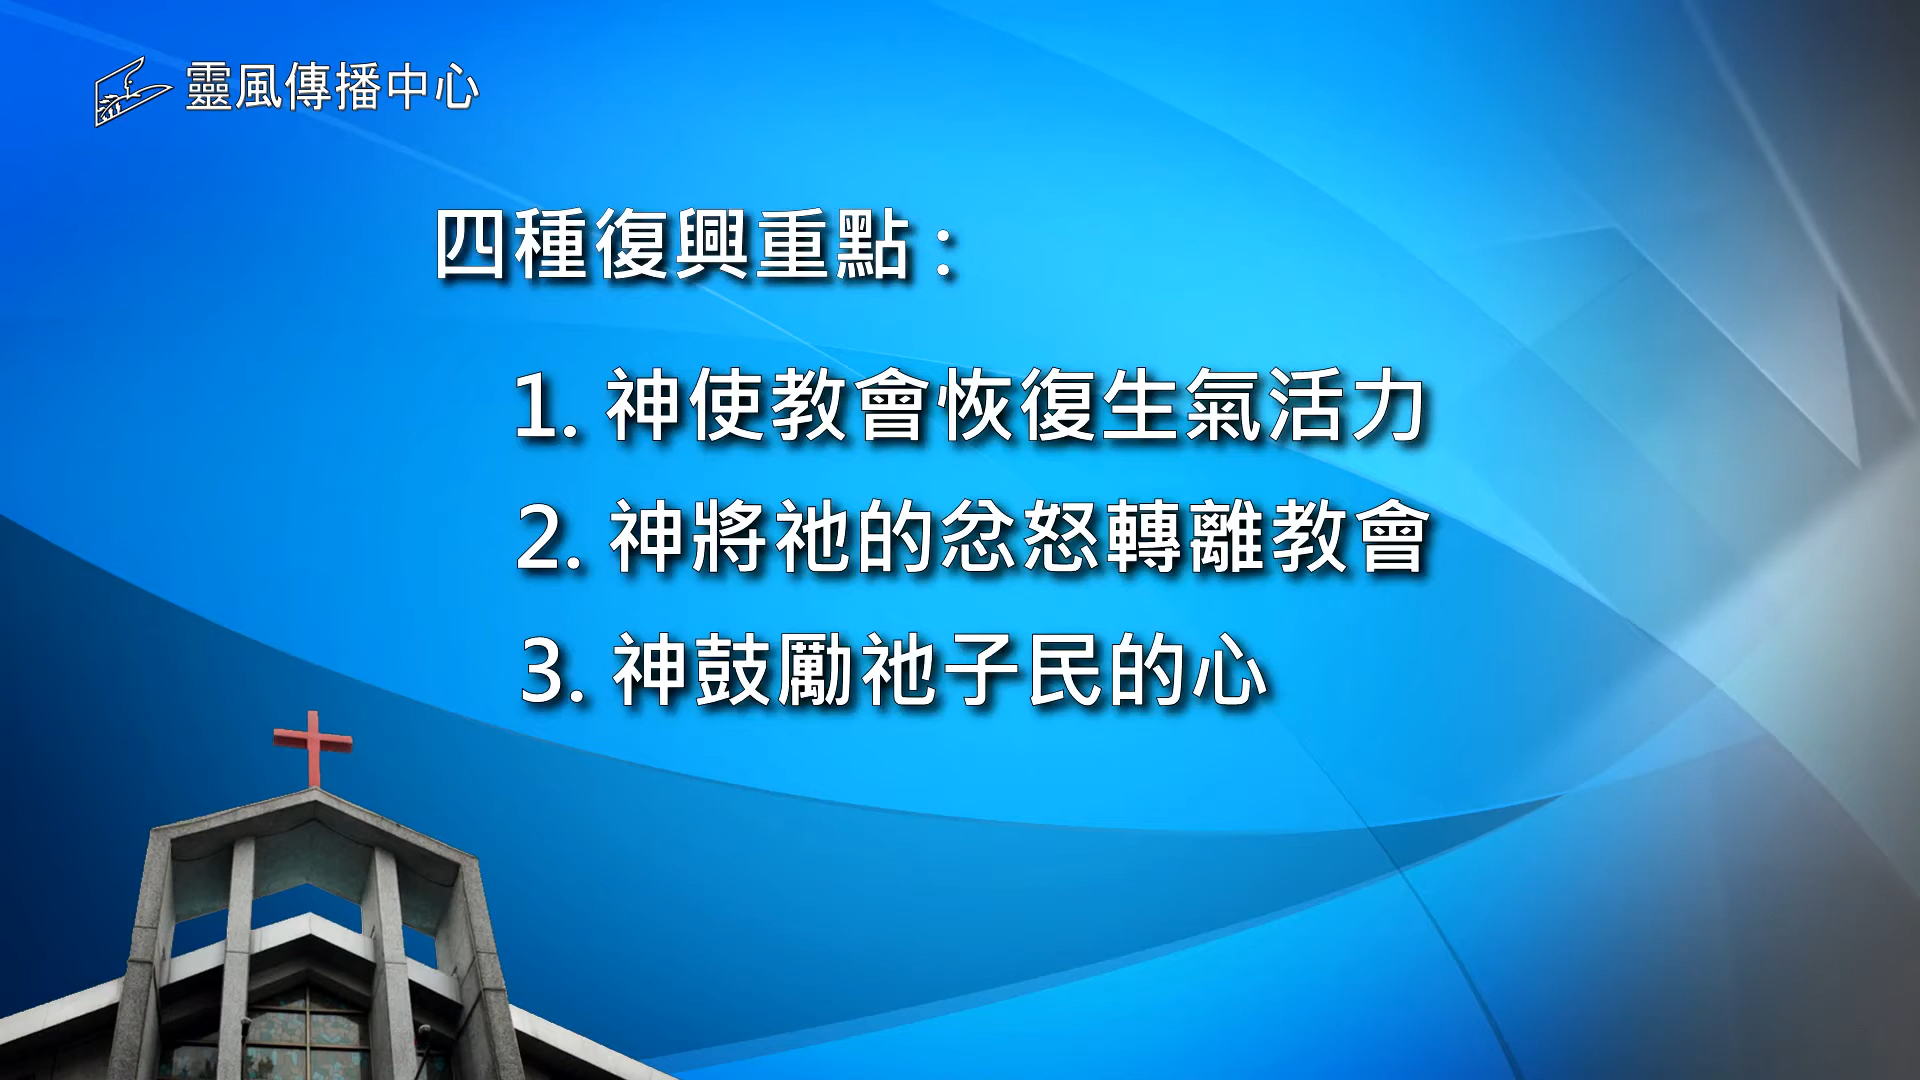 靈風傳播中心
四種復興重點：
1. 神使教會恢復生氣活力
2. 神將祂的忿怒轉離教會
3. 神鼓勵祂子民的心